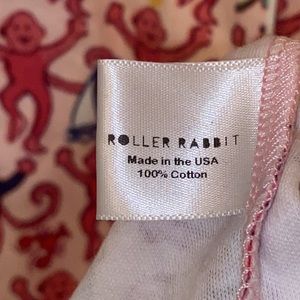 ROLLER RABBIT
Made in the USA
100% Cotton